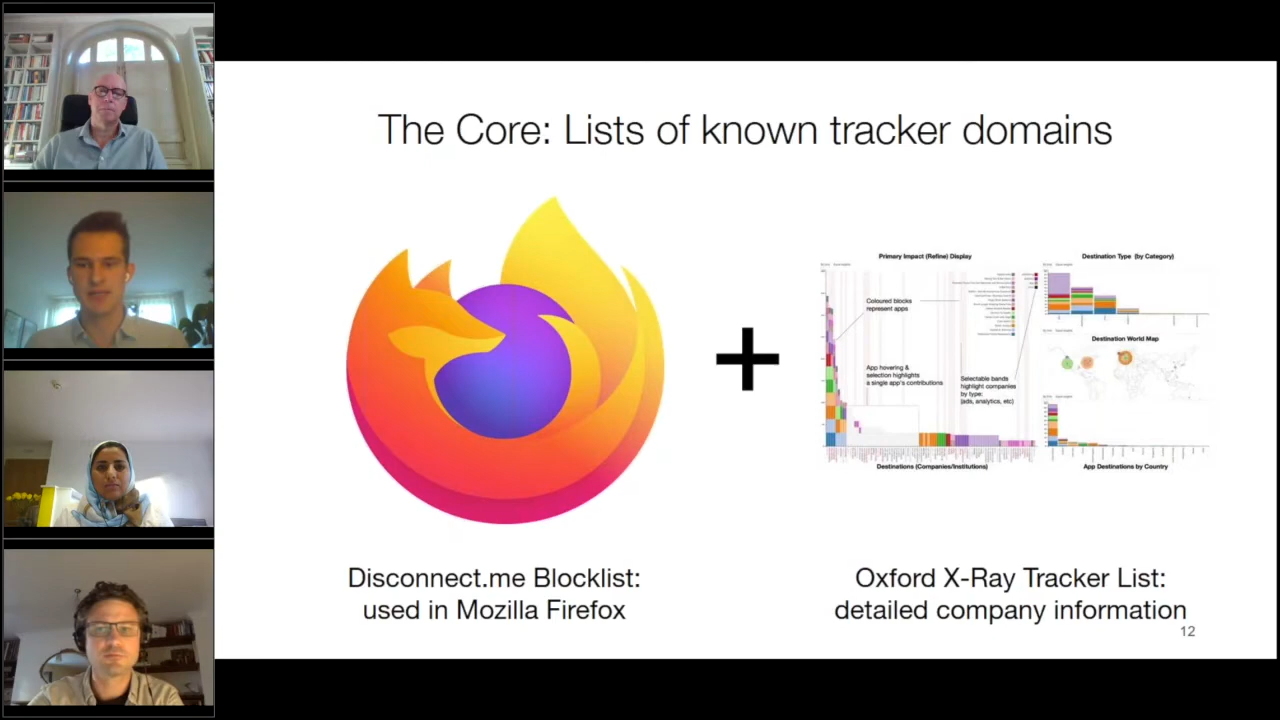 The Core: Lists of known tracker domains
Primary Impact (Refine) Display
Coloured blocks
represent apps
App hovering &
selection highlights
a single app's contributions
Selectable bands
highlight companies
by type:
(ads, analytics, etc)
Destinations (Companies/Institutions)
Destination Type (by Category)
Destination World Map
App Destinations by Country
Disconnect.me Blocklist:
used in Mozilla Firefox
Oxford X-Ray Tracker List:
detailed company information
12